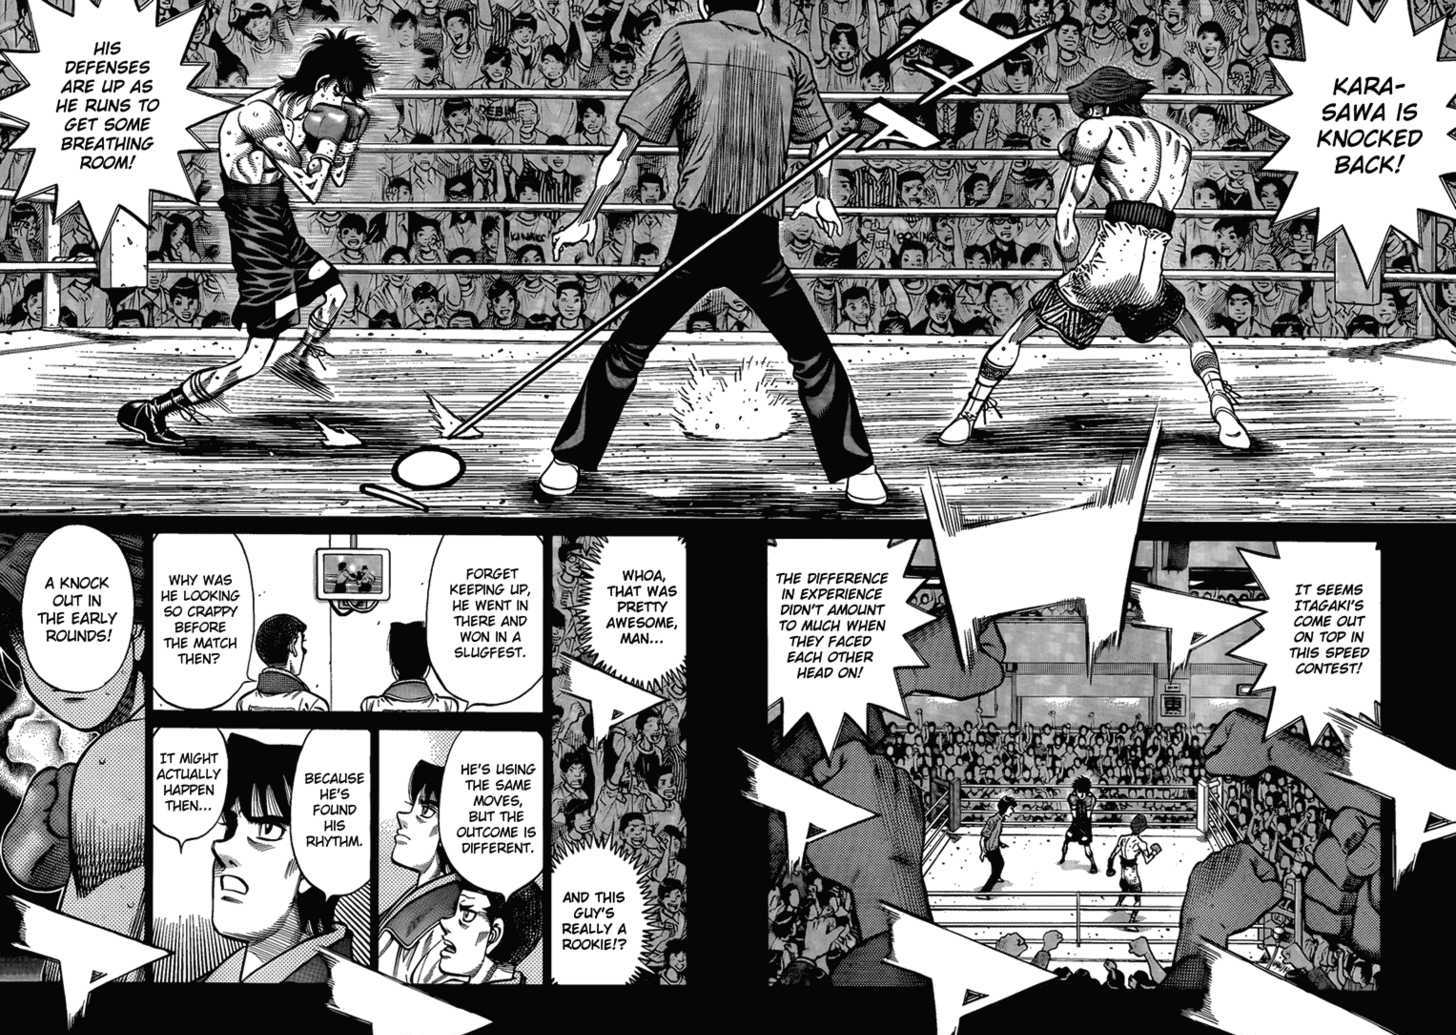 KARA-
SAWA IS
KNOCKED
BACK!
HIS
DEFENSES
ARE UP AS
HE RUNS TO
GET SOME
BREATHING
ROOM!
IT SEEMS
ITAGAKI'S
COME OUT
ON TOP IN
THIS SPEED
CONTEST!
THE DIFFERENCE
IN EXPERIENCE
DIDN'T AMOUNT
TO MUCH WHEN
THEY FACED
EACH OTHER
HEAD ON!
東
WHOA,
THAT WAS
PRETTY
AWESOME,
MAN...
AND THIS
GUY'S
REALLY A
ROOKIE!?
FORGET
KEEPING UP,
HE WENT IN
THERE AND
WON IN A
SLUGFEST.
WHY WAS
HE LOOKING
SO CRAPPY
BEFORE
THE MATCH
THEN?
HE'S USING
THE SAME
MOVES,
BUT THE
OUTCOME IS
DIFFERENT.
BECAUSE
HE'S
FOUND
HIS
RHYTHM.
IT MIGHT
ACTUALLY
HAPPEN
THEN...
A KNOCK
OUT IN
THE EARLY
ROUNDS!